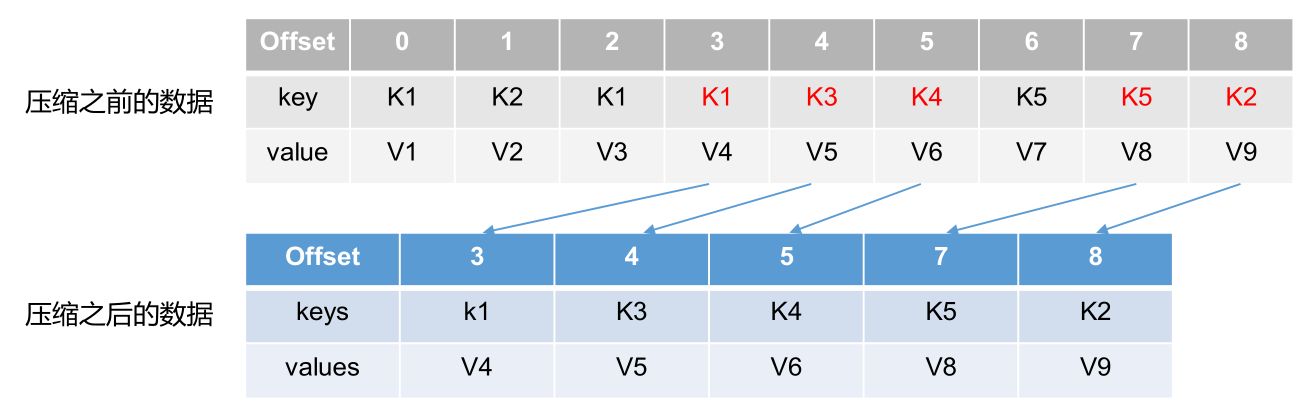 Offset 0 1 2 3 4 5 6 7 8
压缩之前的数据
key K1 K2 K1 K1 K3 K4 K5 K5 K2
value V1 V2 V3 V4 V5 V6 V7 V8 V9
Offset 3 4 5 7 8
压缩之后的数据
keys k1 K3 K4 K5 K2
values V4 V5 V6 V8 V9